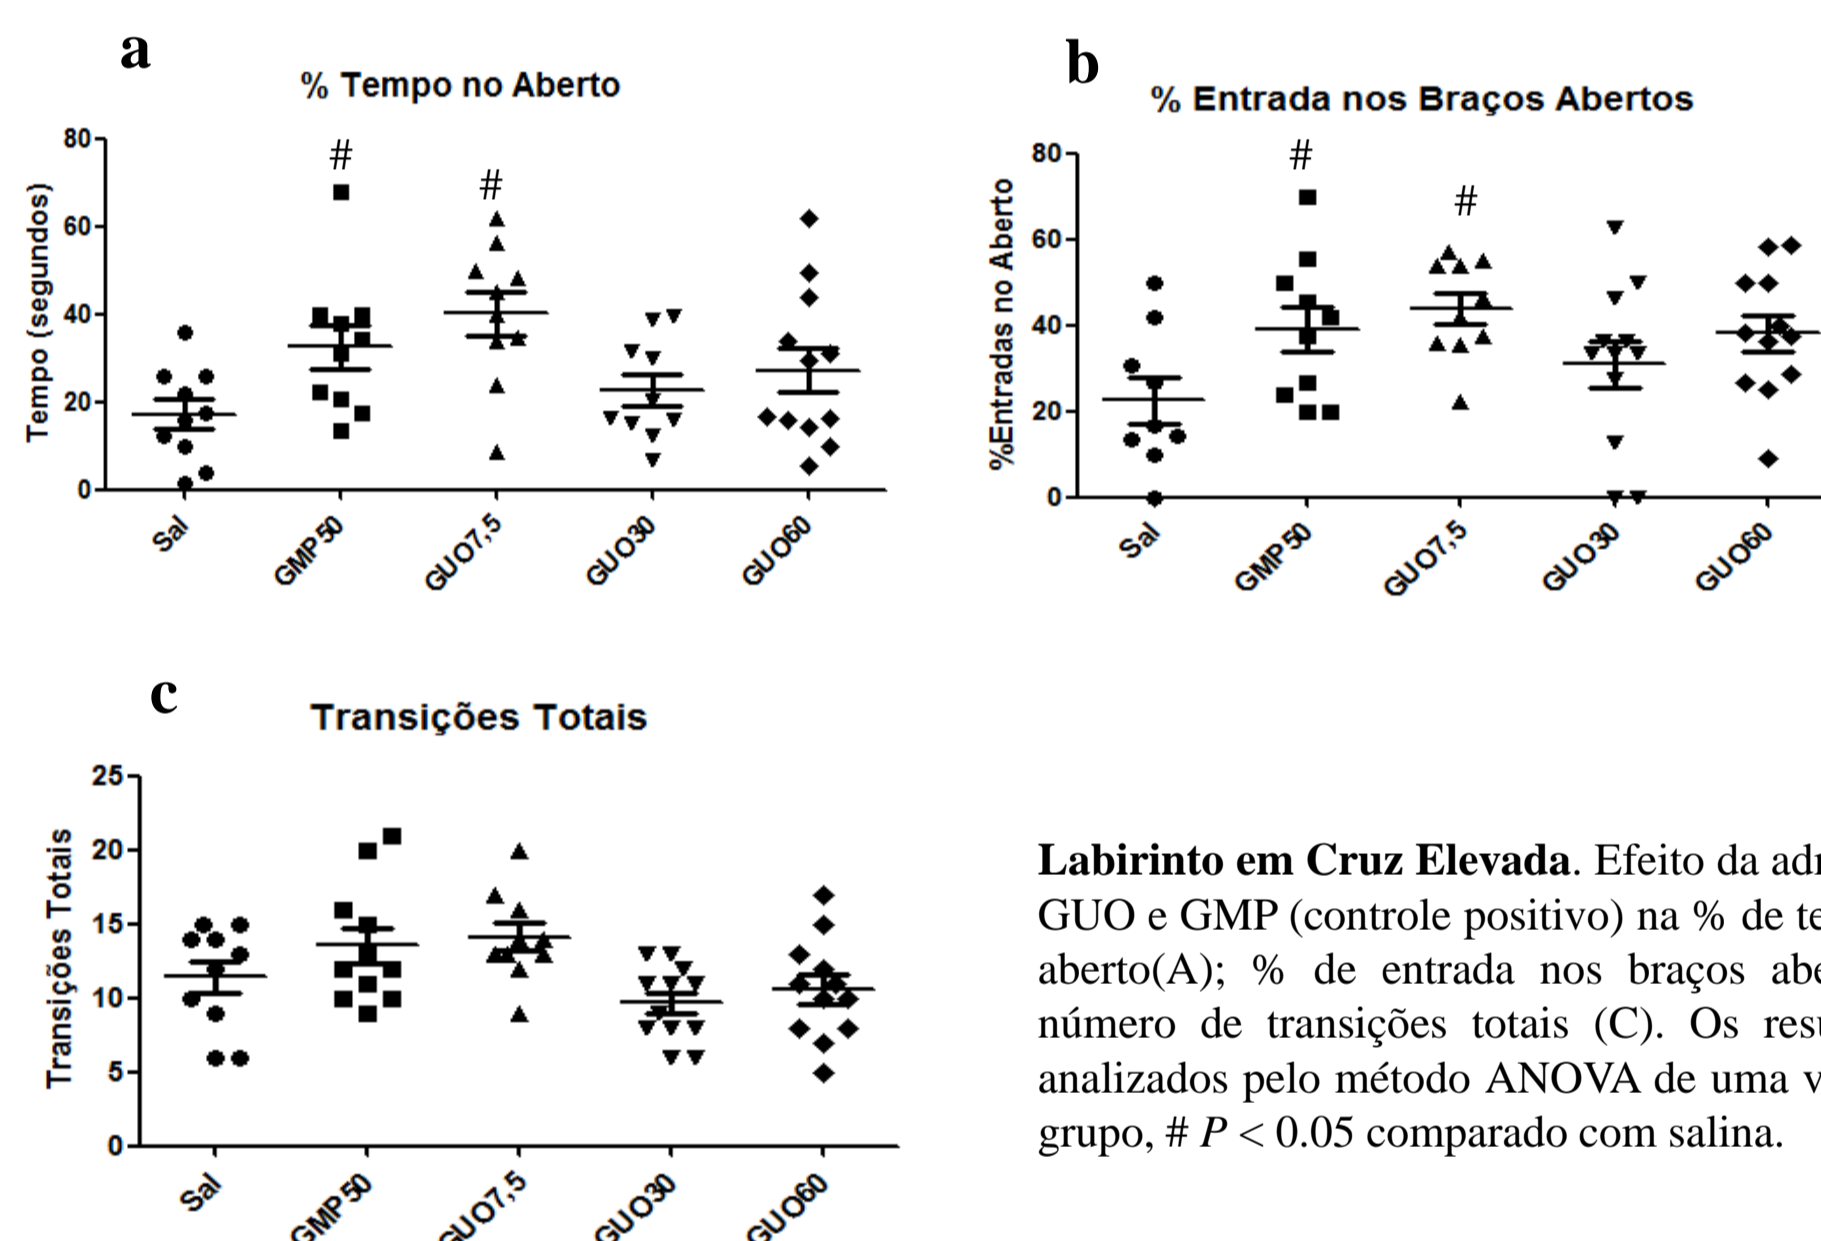 a
% Tempo no Aberto
Tempo (segundos)
80
60
40
20
0
#
#
Sal
GMP50
GUO7,5
GUO30
GUO60
b
% Entrada nos Braços Abertos
%Entradas no Aberto
80
60
40
20
0
#
#
Sal
GMP50
GUO7,5
GUO30
GUO60
c
Transições Totais
Transições Totais
25
20
15
10
5
0
Sal
GMP50
GUO7,5
GUO30
GUO60
Labirinto em Cruz Elevada. Efeito da
GUO e GMP (controle positivo) na % de
aberto(A); % de entrada nos braços
número de transições totais (C). Os
analizados pelo método ANOVA de uma
grupo, # P < 0.05 comparado com salina.